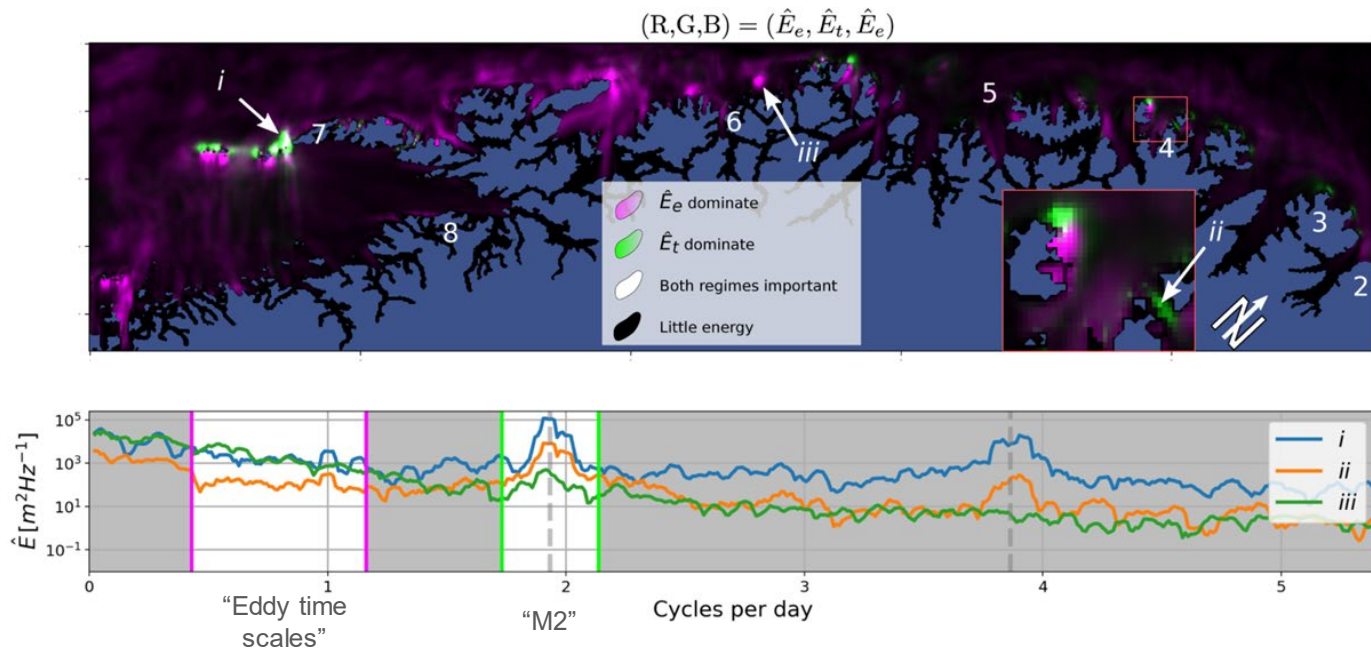 (R,G,B) = (Ê_e, Ê_t, Ê_e)
i
7
8
6
iii
5
4
ii
3
2
N
Ê_e dominate
Ê_t dominate
Both regimes important
Little energy
Ê [m²Hz⁻¹]
10⁵
10³
10¹
10⁻¹
i
ii
iii
0
1
2
3
4
5
Cycles per day
“Eddy time
scales”
“M2”